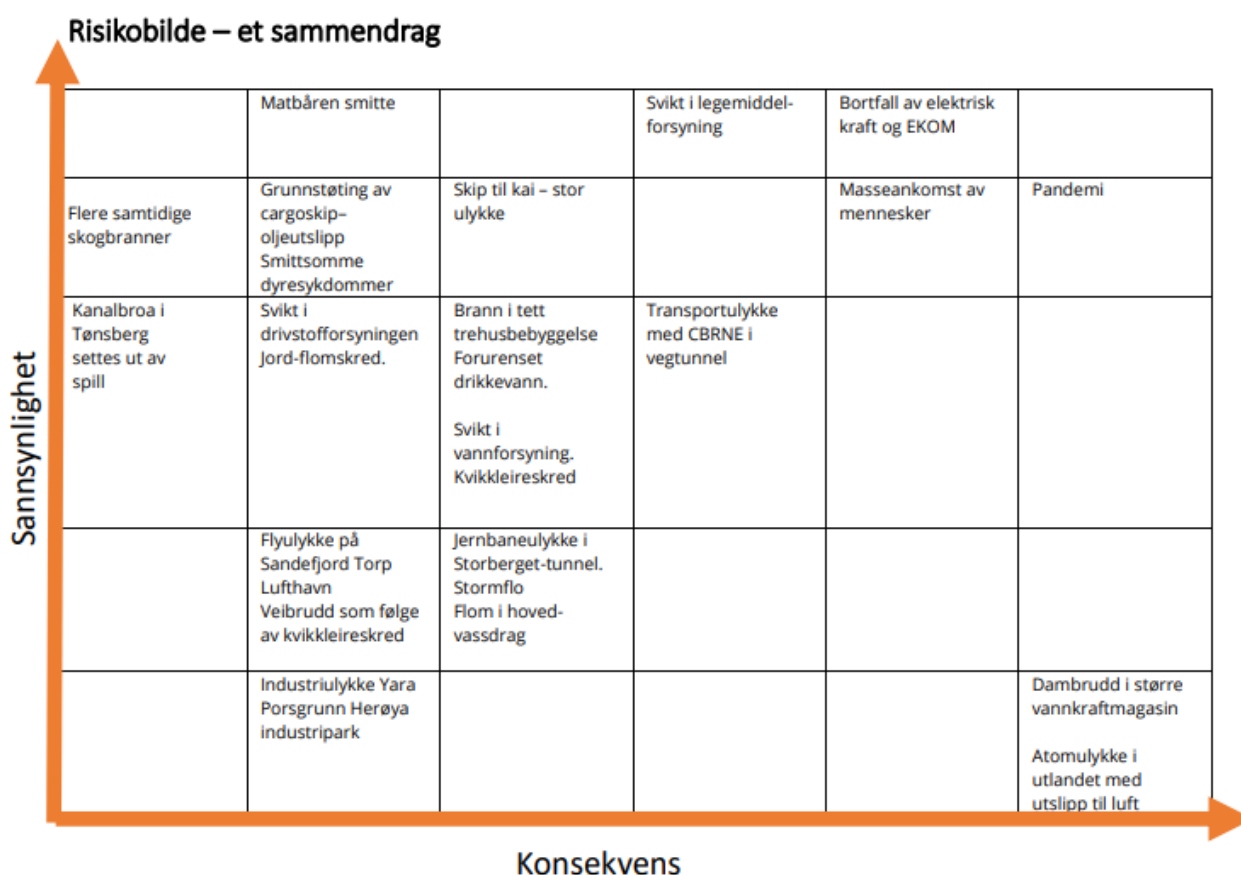 Risikobilde – et sammendrag
Matbåren smitte
Svikt i legemiddel-
forsyning
Bortfall av elektrisk
kraft og EKOM
Flere samtidige
skogbranner
Grunnstøting av
cargoskip–
oljeutslipp
Smittsomme
dyresykdommer
Skip til kai – stor
ulykke
Masseankomst av
mennesker
Pandemi
Kanalbroa i
Tønsberg
settes ut av
spill
Svikt i
drivstofforsyningen
Jord-flomskred.
Brann i tett
trehusbebyggelse
Forurenset
drikkevann.
Svikt i
vannforsyning.
Kvikkleireskred
Transportulykke
med CBRNE i
vegtunnel
Flyulykke på
Sandefjord Torp
Lufthavn
Veibrudd som følge
av kvikkleireskred
Jernbaneulykke i
Storberget-tunnel.
Stormflo
Flom i hoved-
vassdrag
Industriulykke Yara
Porsgrunn Herøya
industripark
Dambrudd i større
vannkraftmagasin
Atomulykke i
utlandet med
utslipp til luft
Sannsynlighet
Konsekvens